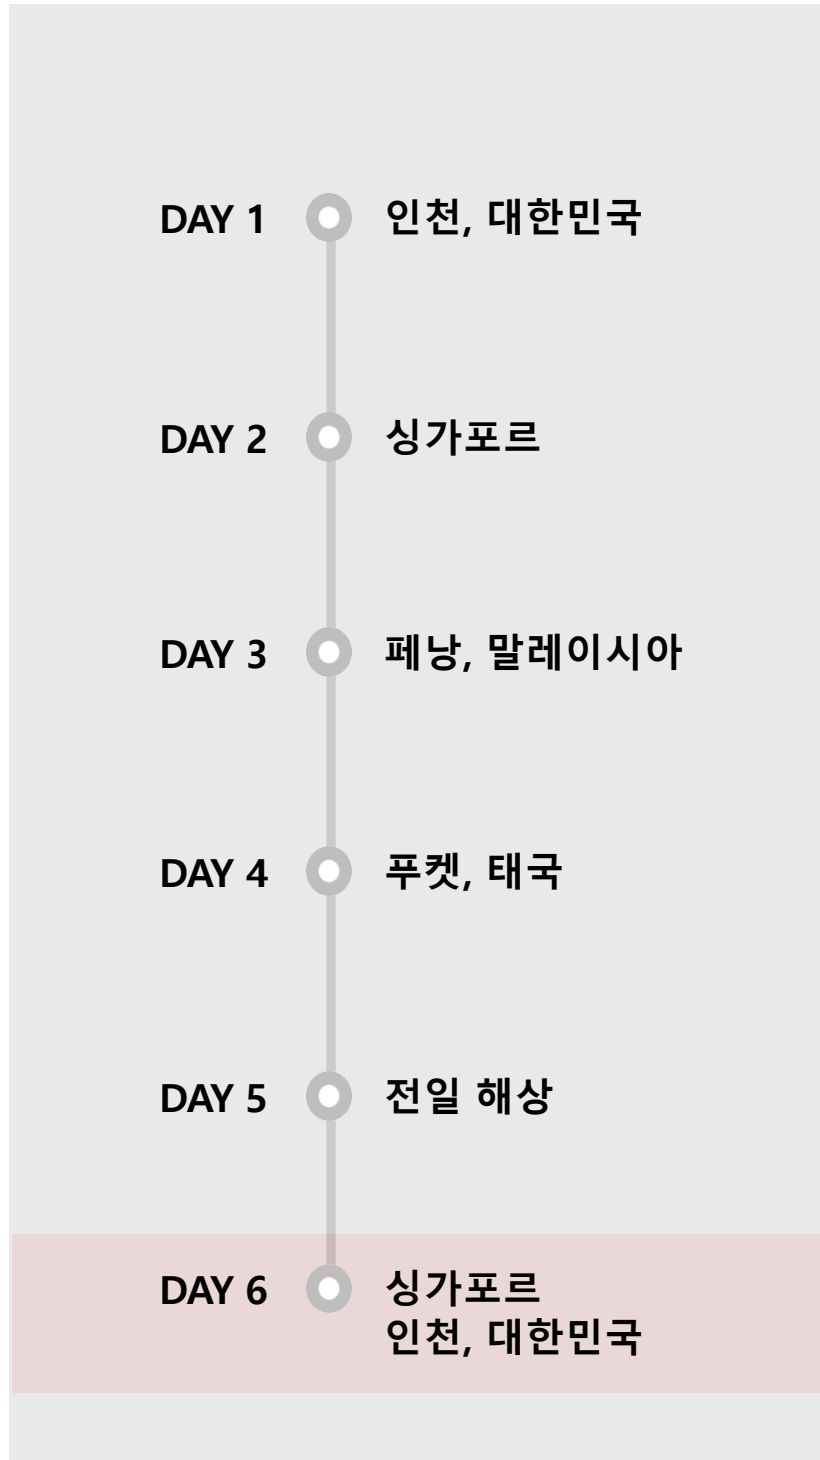 DAY 1 인천, 대한민국
DAY 2 싱가포르
DAY 3 페낭, 말레이시아
DAY 4 푸켓, 태국
DAY 5 전일 해상
DAY 6 싱가포르
인천, 대한민국